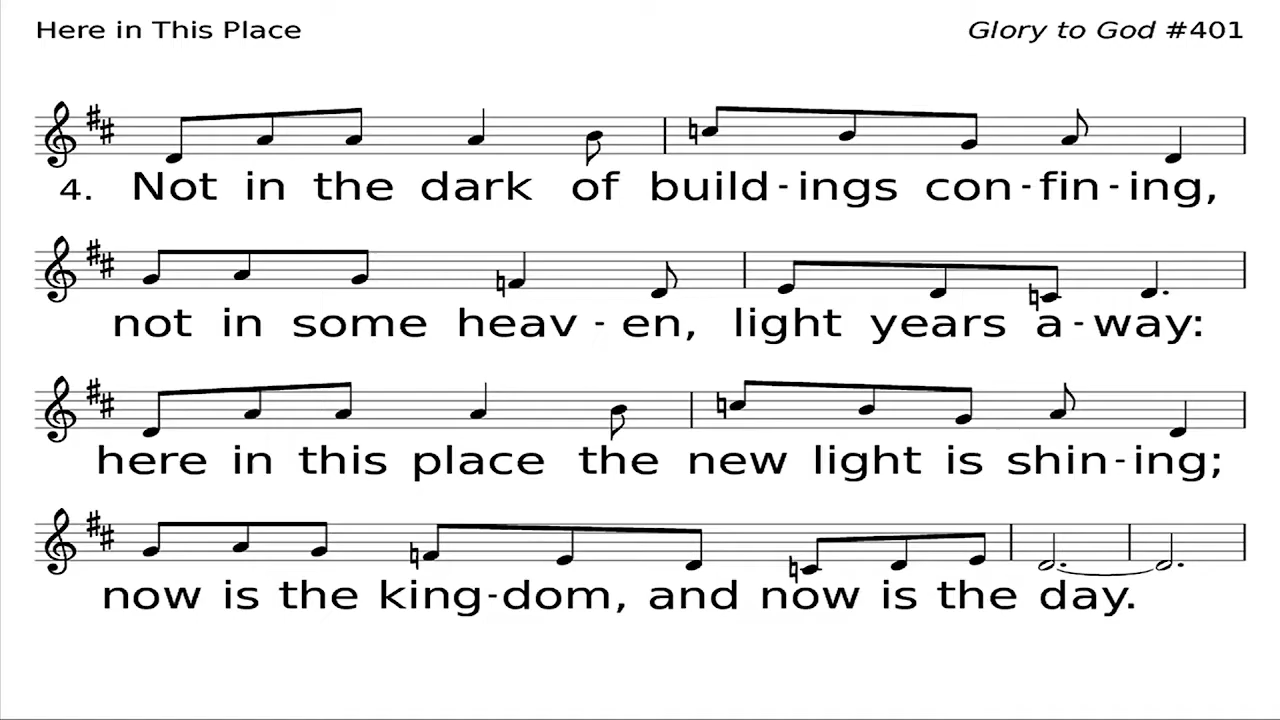 Here in This Place Glory to God #401
4. Not in the dark of build-ings con-fin-ing,
not in some heav-en, light years a-way:
here in this place the new light is shin-ing;
now is the king-dom, and now is the day.